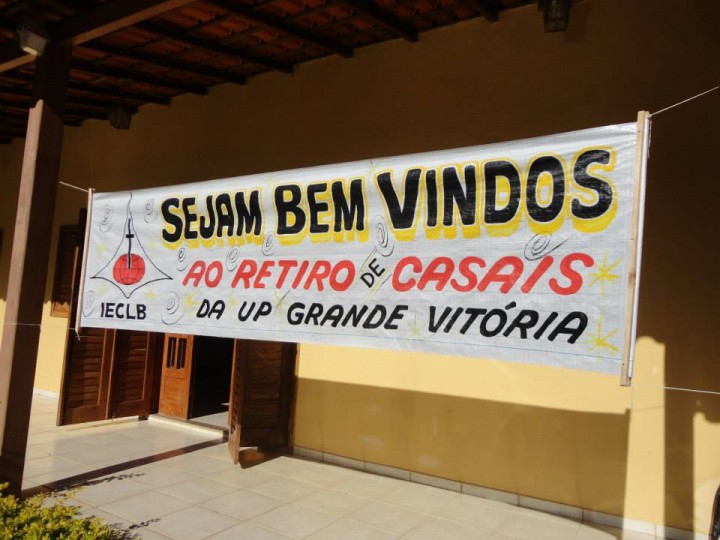 SEJAM BEM VINDOS
AO RETIRO DE CASAIS
DA UP GRANDE VITÓRIA
IECLB